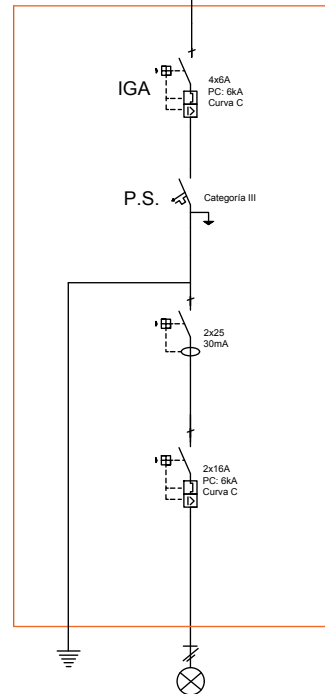 IGA
4x6A
PC: 6kA
Curva C
P.S.
Categoría III
2x25
30mA
2x16A
PC: 6kA
Curva C